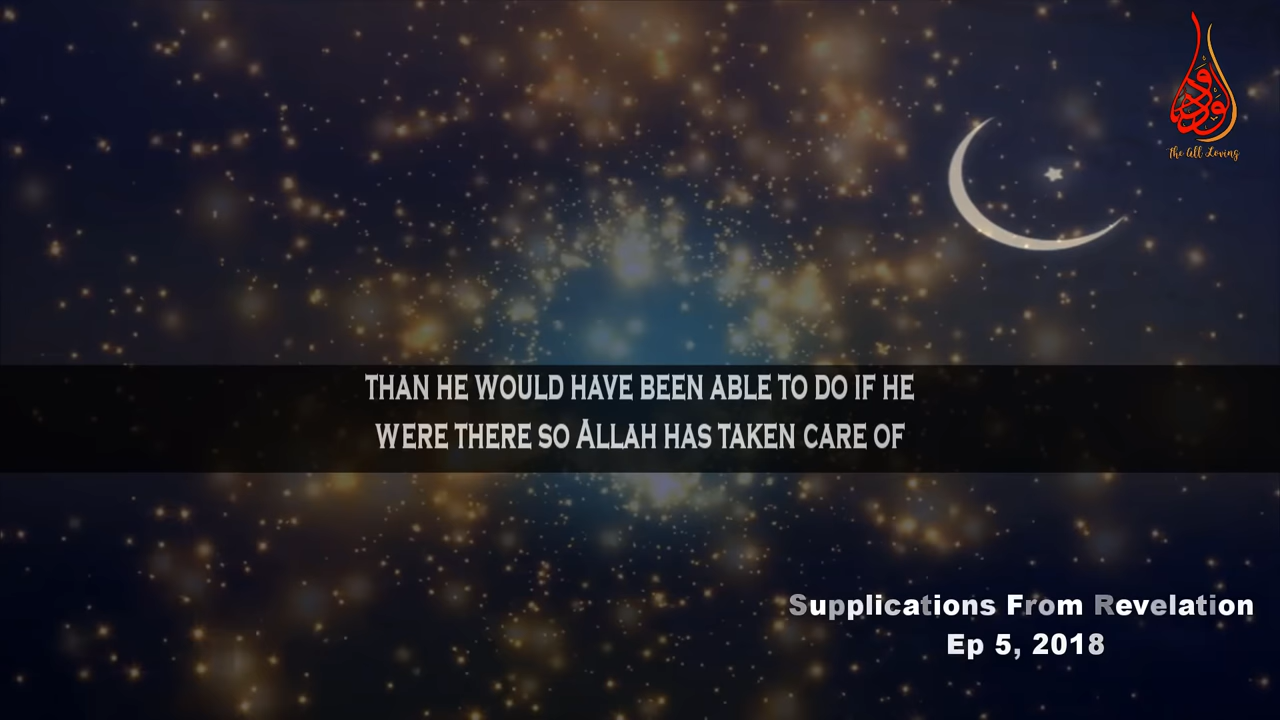 الودود
The All Loving
THAN HE WOULD HAVE BEEN ABLE TO DO IF HE
WERE THERE SO ALLAH HAS TAKEN CARE OF
Supplications From Revelation
Ep 5, 2018